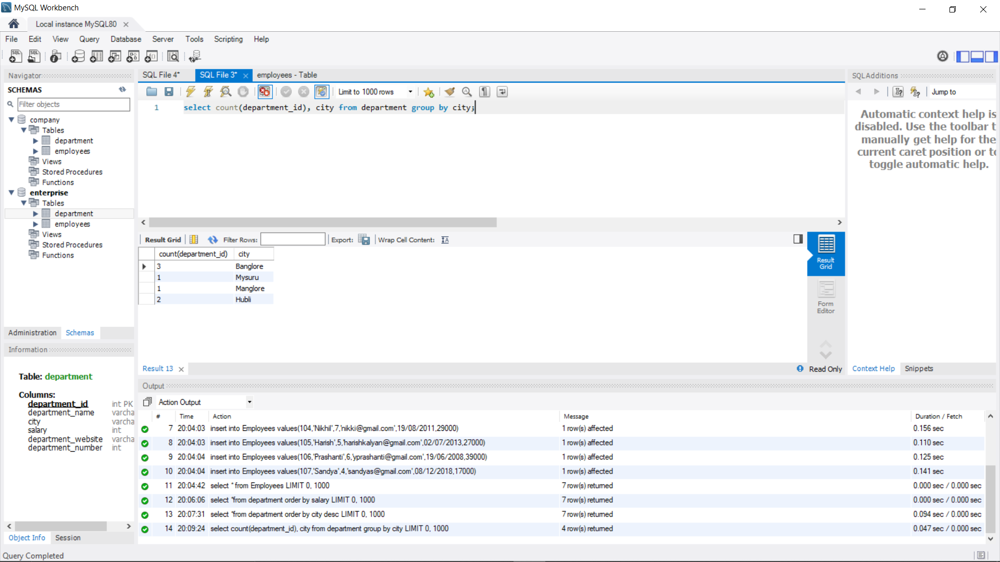 MySQL Workbench
Local instance MySQL80
File Edit View Query Database Server Tools Scripting Help
Navigator
SCHEMAS
Filter objects
company
Tables
department
employees
Views
Stored Procedures
Functions
enterprise
Tables
department
employees
Views
Stored Procedures
Functions
Administration Schemas
Information
Table: department
Columns:
department_id int PK
department_name varcha
city varcha
salary int
department_website varcha
department_number int
Object Info Session
SQL File 4* SQL File 3* employees - Table
Limit to 1000 rows
1 select count(department_id), city from department group by city;
Result Grid Filter Rows: Export: Wrap Cell Content:
count(department_id) city
3 Banglore
1 Mysuru
1 Manglore
2 Hubli
Result Grid
Form Editor
Result 13 Read Only
SQLAdditions
Jump to
Automatic context help is
disabled. Use the toolbar t
manually get help for the
current caret position or to
toggle automatic help.
Context Help Snippets
Output
Action Output
# Time Action Message Duration / Fetch
7 20:04:03 insert into Employees values(104,'Nikhil',7,'nikki@gmail.com',19/08/2011,29000) 1 row(s) affected 0.156 sec
8 20:04:03 insert into Employees values(105,'Harish',5,'harishkalyan@gmail.com',02/07/2013,27000) 1 row(s) affected 0.110 sec
9 20:04:04 insert into Employees values(106,'Prashanti',6,'yprashanti@gmail.com',19/06/2008,39000) 1 row(s) affected 0.125 sec
10 20:04:04 insert into Employees values(107,'Sandya',4,'sandyas@gmail.com',08/12/2018,17000) 1 row(s) affected 0.141 sec
11 20:04:42 select * from Employees LIMIT 0, 1000 7 row(s) returned 0.000 sec / 0.000 sec
12 20:06:06 select *from department order by salary LIMIT 0, 1000 7 row(s) returned 0.000 sec / 0.000 sec
13 20:07:31 select *from department order by city desc LIMIT 0, 1000 7 row(s) returned 0.094 sec / 0.000 sec
14 20:09:24 select count(department_id), city from department group by city LIMIT 0, 1000 4 row(s) returned 0.047 sec / 0.000 sec
Query Completed